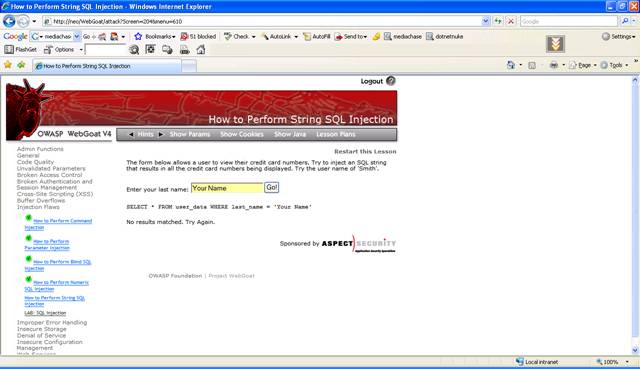 How to Perform String SQL Injection - Windows Internet Explorer
http://neo/WebGoat/attack?Screen=204&menu=610
Google
Google mediachase Go Bookmarks 51 blocked Check AutoLink AutoFill Send to mediachase dotnetnuke Settings
FlashGet Options
How to Perform String SQL Injection Page Tools
Logout ?
How to Perform String SQL Injection
OWASP WebGoat V4 Hints Show Params Show Cookies Show Java Lesson Plans
Admin Functions
General
Code Quality
Unvalidated Parameters
Broken Access Control
Broken Authentication and
Session Management
Cross-Site Scripting (XSS)
Buffer Overflows
Injection Flaws
How to Perform Command
Injection
How to Perform
Parameter Injection
How to Perform Blind SQL
Injection
How to Perform Numeric
SQL Injection
How to Perform String SQL
Injection
LAB: SQL Injection
Improper Error Handling
Insecure Storage
Denial of Service
Insecure Configuration
Management
Web Services
Restart this Lesson
The form below allows a user to view their credit card numbers. Try to inject an SQL string
that results in all the credit card numbers being displayed. Try the user name of 'Smith'.
Enter your last name: Your Name Go!
SELECT * FROM user_data WHERE last_name = 'Your Name'
No results matched. Try Again.
Sponsored by ASPECT SECURITY
Application Security Specialists
OWASP Foundation | Project WebGoat
Local intranet 100%